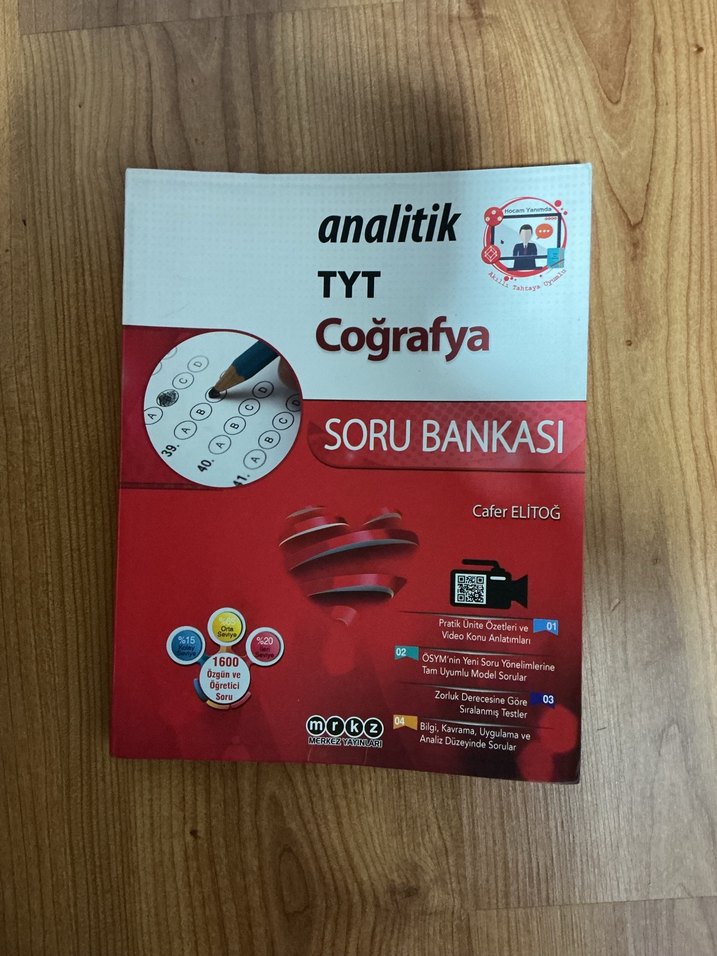 analitik
TYT
Coğrafya
SORU BANKASI
Hocam Yanımda
Akıllı Tahtaya Uyumlu
Cafer ELİTOĞ
A B C D
39.
40.
41.
%15
Kolay
Seviye
%65
Orta
Seviye
%20
İleri
Seviye
1600
Özgün ve
Öğretici
Soru
Pratik Ünite Özetleri ve
Video Konu Anlatımları
01
02
ÖSYM'nin Yeni Soru Yönelimlerine
Tam Uyumlu Model Sorular
Zorluk Derecesine Göre
Sıralanmış Testler
03
04
Bilgi, Kavrama, Uygulama ve
Analiz Düzeyinde Sorular
mrkz
MERKEZ YAYINLARI